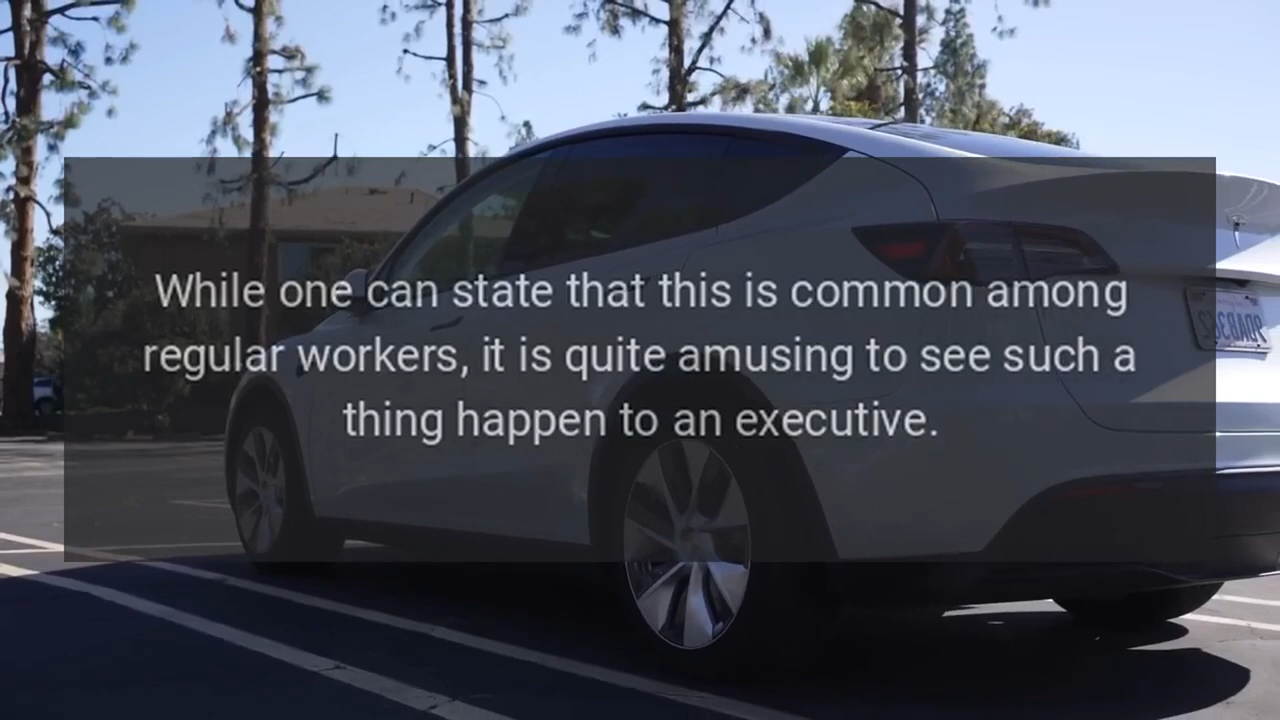 While one can state that this is common among
regular workers, it is quite amusing to see such a
thing happen to an executive.